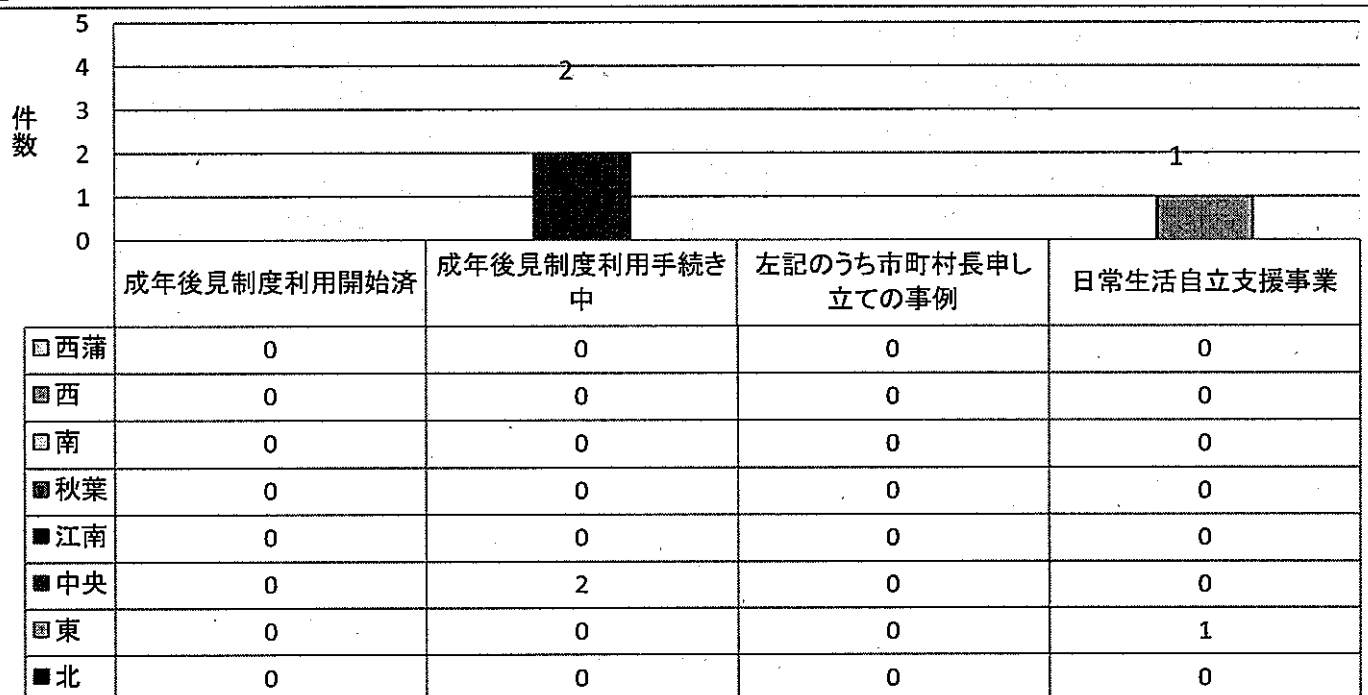 5
4
3
2
1
0
件数
2
1
成年後見制度利用開始済 成年後見制度利用手続き中 左記のうち市町村長申し立ての事例 日常生活自立支援事業
西蒲 0 0 0 0
西 0 0 0 0
南 0 0 0 0
秋葉 0 0 0 0
江南 0 0 0 0
中央 0 2 0 0
東 0 0 0 1
北 0 0 0 0